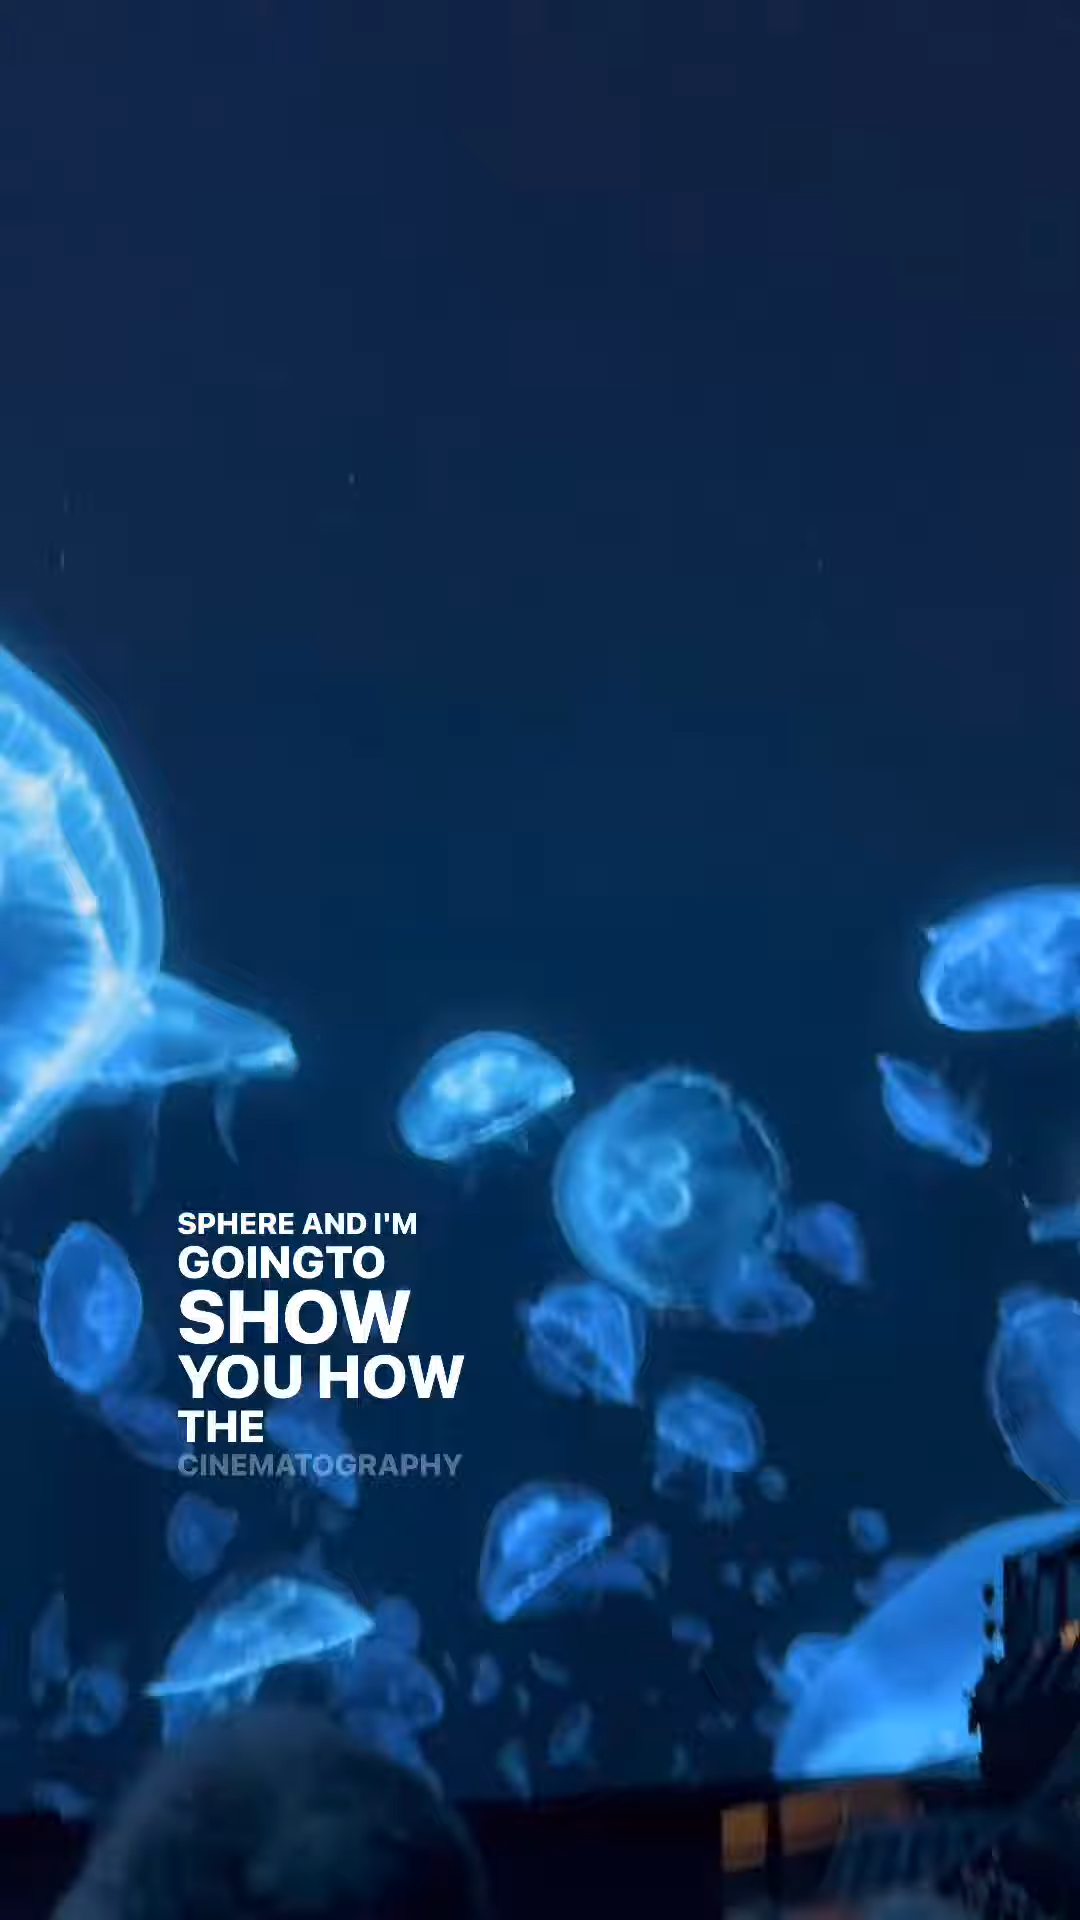 SPHERE AND I'M
GOINGTO
SHOW
YOU HOW
THE
CINEMATOGRAPHY